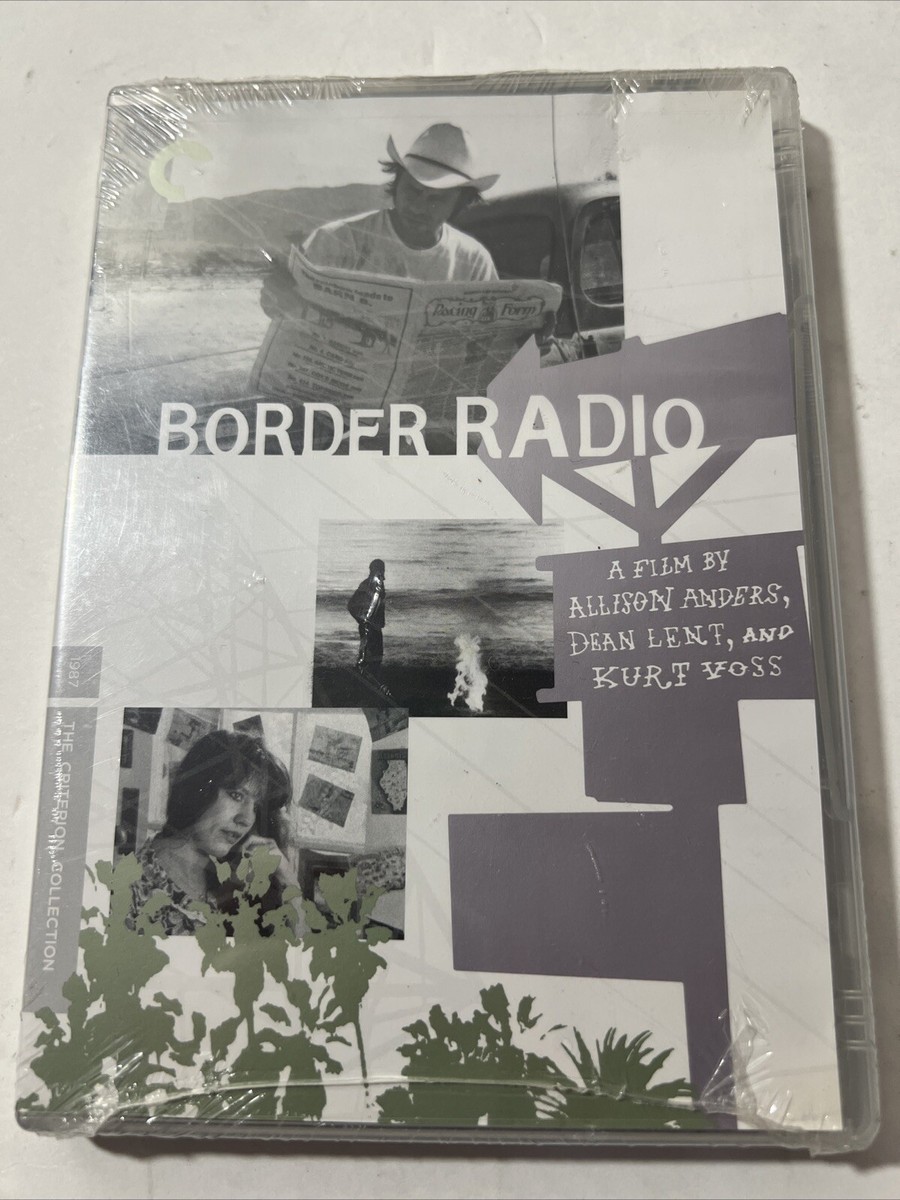 Racing Form
BORDER RADIO
A FILM BY
ALLISON ANDERS,
DEAN LENT, AND
KURT VOSS
1987
THE CRITERION COLLECTION